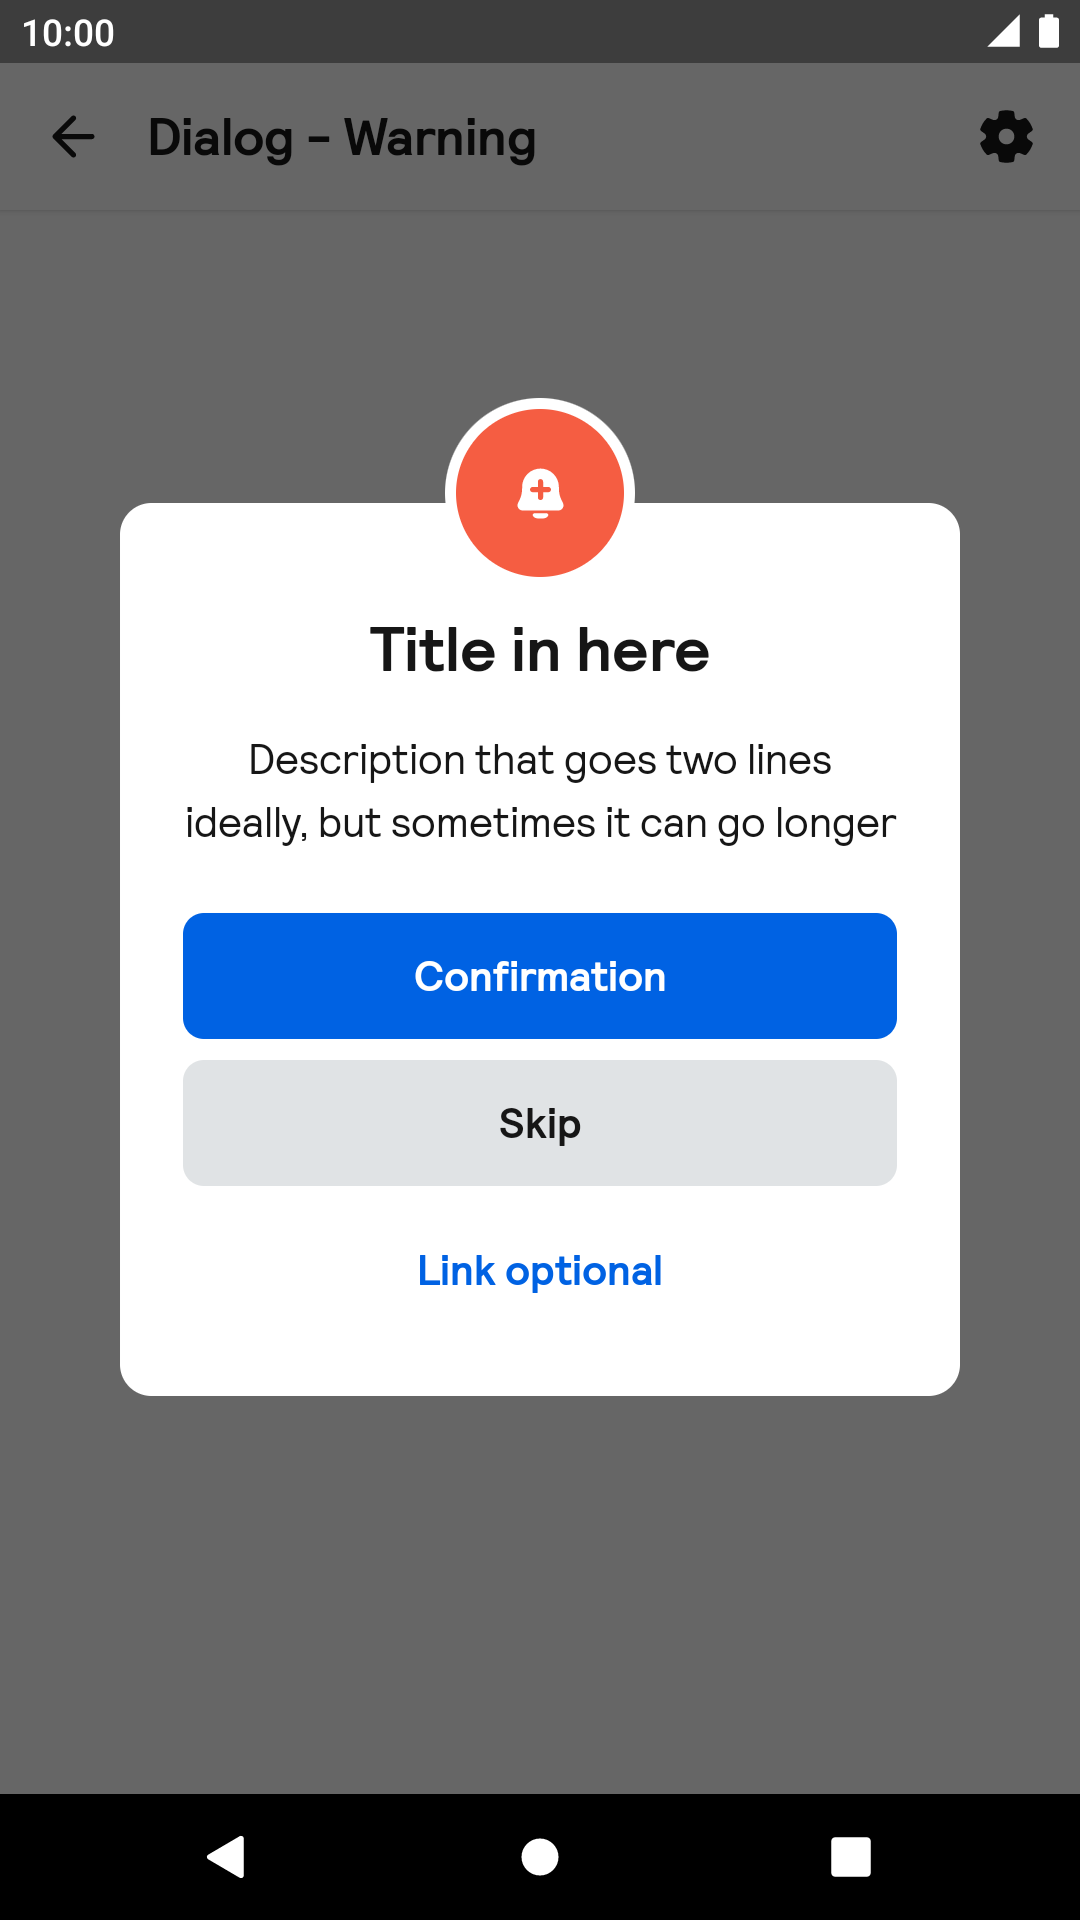 10:00
Dialog - Warning
Title in here
Description that goes two lines
ideally, but sometimes it can go longer
Confirmation
Skip
Link optional